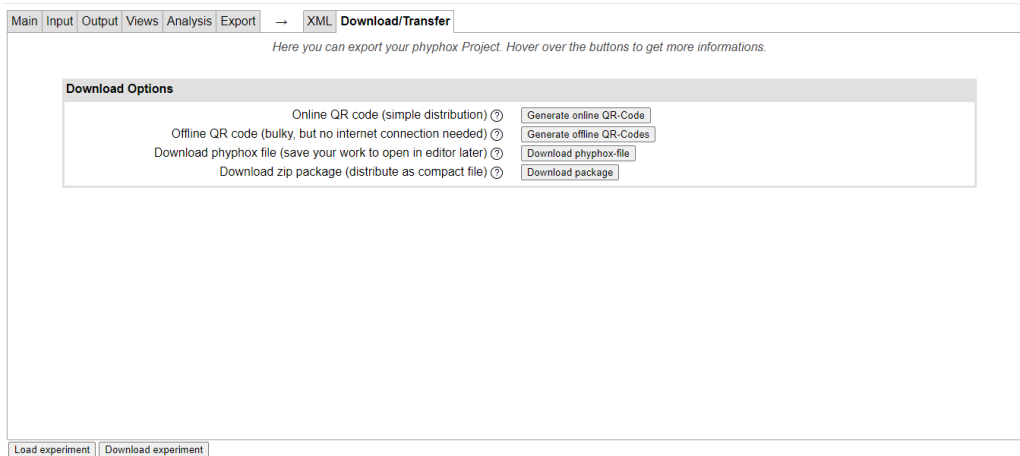 Main Input Output Views Analysis Export → XML Download/Transfer
Here you can export your phyphox Project. Hover over the buttons to get more informations.
Download Options
Online QR code (simple distribution) ? Generate online QR-Code
Offline QR code (bulky, but no internet connection needed) ? Generate offline QR-Codes
Download phyphox file (save your work to open in editor later) ? Download phyphox-file
Download zip package (distribute as compact file) ? Download package
Load experiment Download experiment